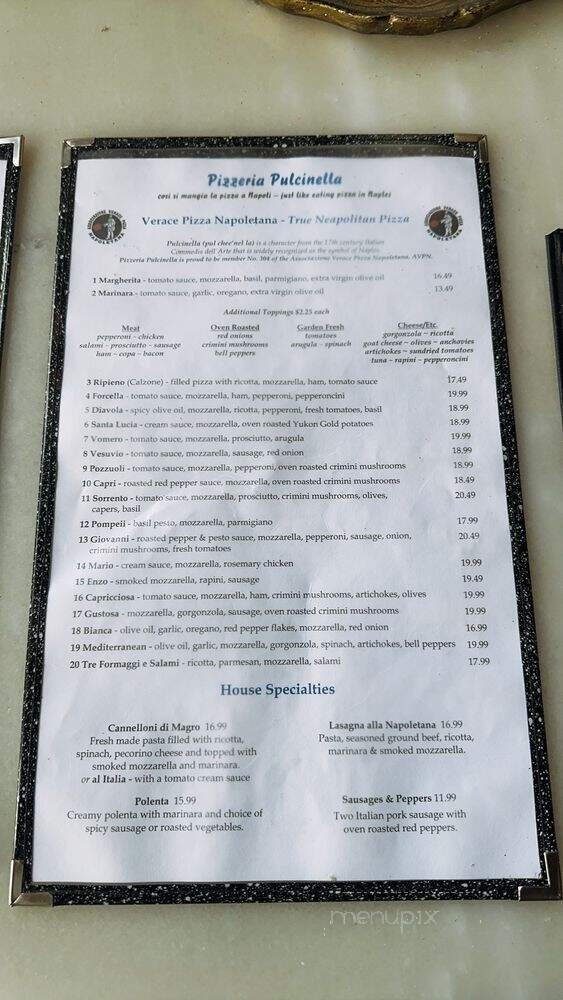 Pizzeria Pulcinella
cosi si mangia la pizza a Napoli – just like eating pizza in Naples
Verace Pizza Napoletana - True Neapolitan Pizza
Pulcinella (pul chee'nel la) is a character from the 17th century Italian
Commedia dell' Arte that is widely recognized as the symbol of Naples.
Pizzeria Pulcinella is proud to be member No. 304 of the Associazione Verace Pizza Napoletana, AVPN.
1 Margherita - tomato sauce, mozzarella, basil, parmigiano, extra virgin olive oil 16.49
2 Marinara - tomato sauce, garlic, oregano, extra virgin olive oil 13.49
Additional Toppings $2.25 each
Meat Oven Roasted Garden Fresh Cheese/Etc.
pepperoni ~ chicken red onions tomatoes gorgonzola ~ ricotta
salami ~ prosciutto ~ sausage crimini mushrooms arugula ~ spinach goat cheese ~ olives ~ anchovies
ham ~ copa ~ bacon bell peppers artichokes ~ sundried tomatoes
tuna ~ rapini ~ pepperoncini
3 Ripieno (Calzone) - filled pizza with ricotta, mozzarella, ham, tomato sauce 17.49
4 Forcella - tomato sauce, mozzarella, ham, pepperoni, pepperoncini 19.99
5 Diavola - spicy olive oil, mozzarella, ricotta, pepperoni, fresh tomatoes, basil 18.99
6 Santa Lucia - cream sauce, mozzarella, oven roasted Yukon Gold potatoes 18.99
7 Vomero - tomato sauce, mozzarella, prosciutto, arugula 19.99
8 Vesuvio - tomato sauce, mozzarella, sausage, red onion 18.99
9 Pozzuoli - tomato sauce, mozzarella, pepperoni, oven roasted crimini mushrooms 18.99
10 Capri - roasted red pepper sauce, mozzarella, oven roasted crimini mushrooms 18.49
11 Sorrento - tomato sauce, mozzarella, prosciutto, crimini mushrooms, olives, 20.49
capers, basil
12 Pompeii - basil pesto, mozzarella, parmigiano 17.99
13 Giovanni - roasted pepper & pesto sauce, mozzarella, pepperoni, sausage, onion, 20.49
crimini mushrooms, fresh tomatoes
14 Mario - cream sauce, mozzarella, rosemary chicken 19.99
15 Enzo - smoked mozzarella, rapini, sausage 19.49
16 Capricciosa - tomato sauce, mozzarella, ham, crimini mushrooms, artichokes, olives 19.99
17 Gustosa - mozzarella, gorgonzola, sausage, oven roasted crimini mushrooms 19.99
18 Bianca - olive oil, garlic, oregano, red pepper flakes, mozzarella, red onion 16.99
19 Mediterranean - olive oil, garlic, mozzarella, gorgonzola, spinach, artichokes, bell peppers 19.99
20 Tre Formaggi e Salami - ricotta, parmesan, mozzarella, salami 17.99
House Specialties
Cannelloni di Magro 16.99
Fresh made pasta filled with ricotta,
spinach, pecorino cheese and topped with
smoked mozzarella and marinara.
or al Italia - with a tomato cream sauce
Lasagna alla Napoletana 16.99
Pasta, seasoned ground beef, ricotta,
marinara & smoked mozzarella.
Polenta 15.99
Creamy polenta with marinara and choice of
spicy sausage or roasted vegetables.
Sausages & Peppers 11.99
Two Italian pork sausage with
oven roasted red peppers.
menupix